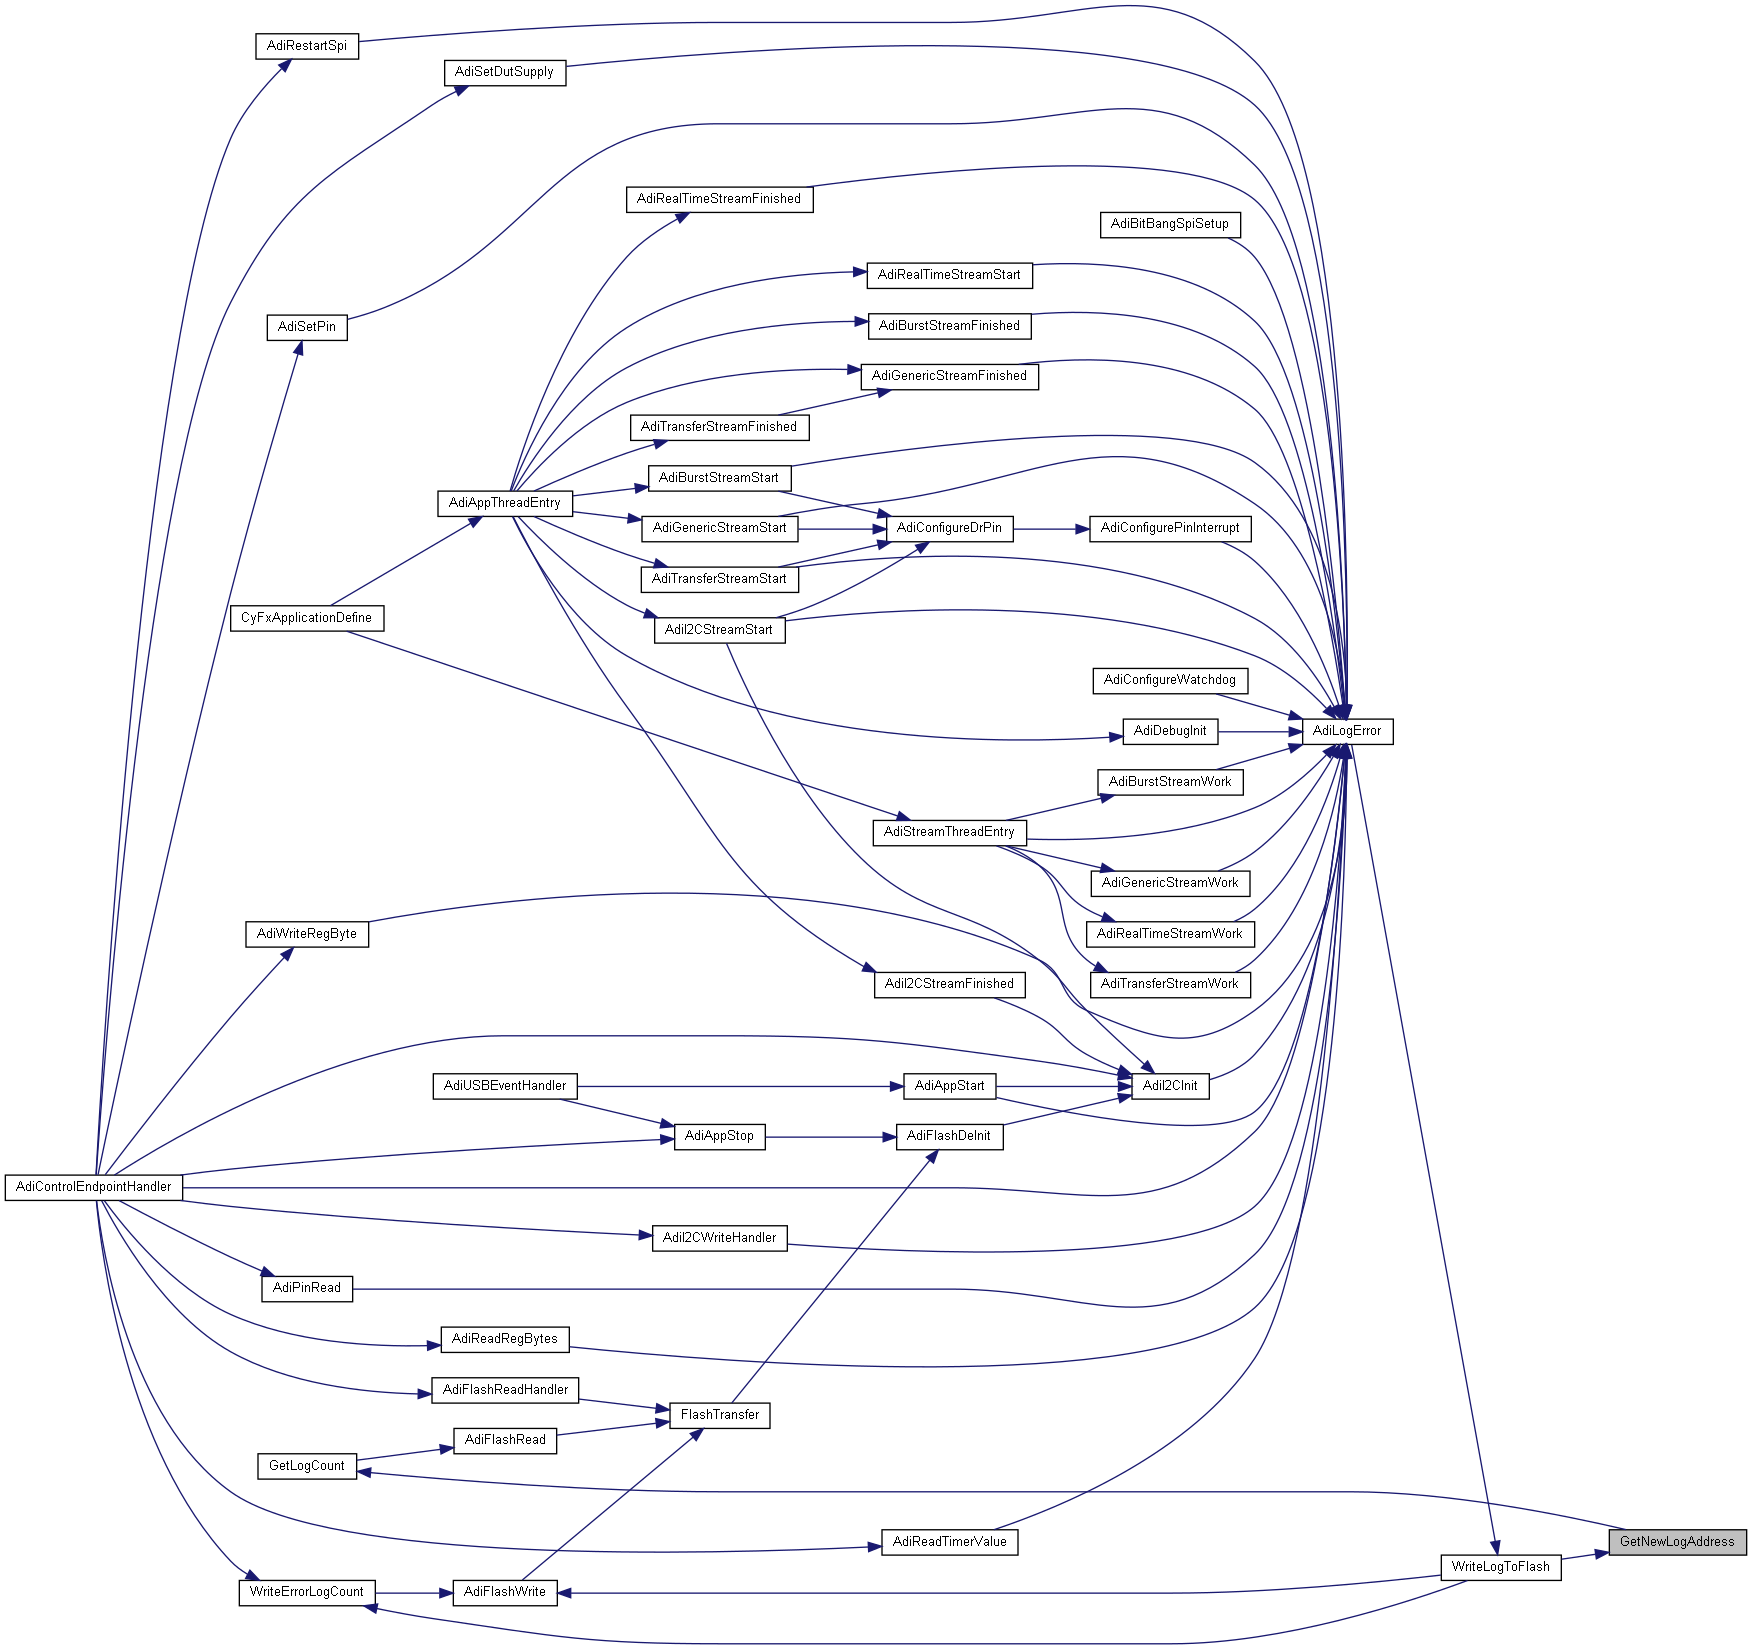 AdiRestartSpi
AdiSetDutSupply
AdiRealTimeStreamFinished
AdiBitBangSpiSetup
AdiRealTimeStreamStart
AdiSetPin
AdiBurstStreamFinished
AdiGenericStreamFinished
AdiTransferStreamFinished
AdiBurstStreamStart
AdiAppThreadEntry
AdiGenericStreamStart
AdiConfigureDrPin
AdiConfigurePinInterrupt
AdiTransferStreamStart
CyFxApplicationDefine
AdiI2CStreamStart
AdiConfigureWatchdog
AdiDebugInit
AdiLogError
AdiBurstStreamWork
AdiStreamThreadEntry
AdiGenericStreamWork
AdiWriteRegByte
AdiRealTimeStreamWork
AdiI2CStreamFinished
AdiTransferStreamWork
AdiUSBEventHandler
AdiAppStart
AdiI2CInit
AdiAppStop
AdiFlashDeInit
AdiControlEndpointHandler
AdiI2CWriteHandler
AdiPinRead
AdiReadRegBytes
AdiFlashReadHandler
FlashTransfer
AdiFlashRead
GetLogCount
AdiReadTimerValue
GetNewLogAddress
WriteLogToFlash
WriteErrorLogCount
AdiFlashWrite